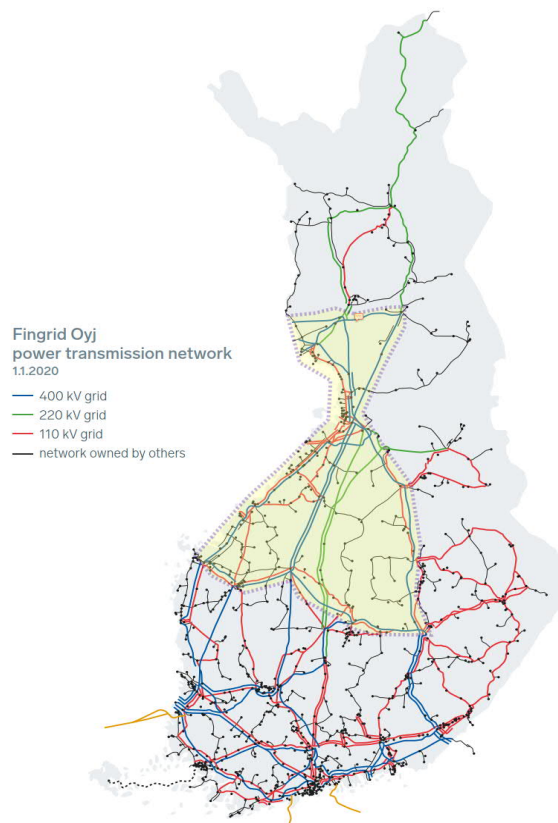 Fingrid Oyj
power transmission network
1.1.2020
400 kV grid
220 kV grid
110 kV grid
network owned by others